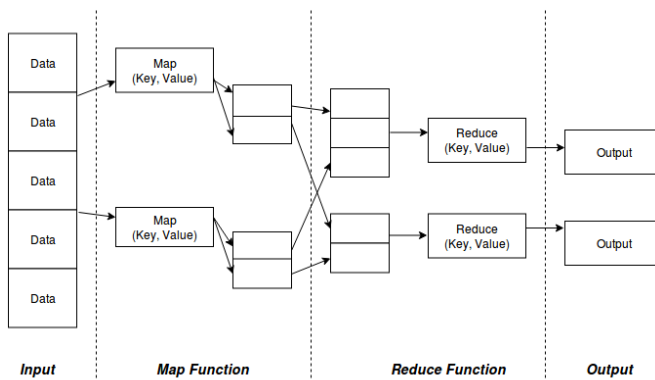 Data
Data
Data
Data
Data
Map
(Key, Value)
Map
(Key, Value)
Reduce
(Key, Value)
Reduce
(Key, Value)
Output
Output
Input
Map Function
Reduce Function
Output